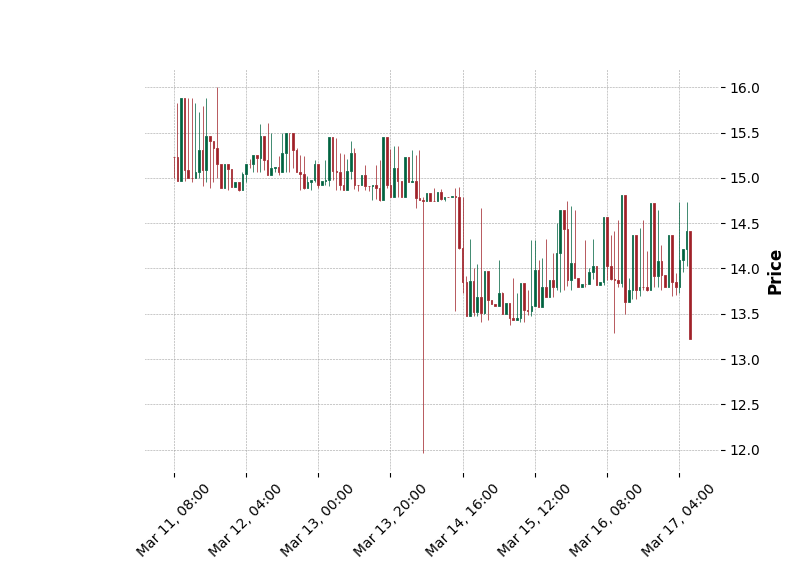 16.0
15.5
15.0
14.5
14.0
13.5
13.0
12.5
12.0
Price
Mar 11, 08:00
Mar 12, 04:00
Mar 13, 00:00
Mar 13, 20:00
Mar 14, 16:00
Mar 15, 12:00
Mar 16, 08:00
Mar 17, 04:00